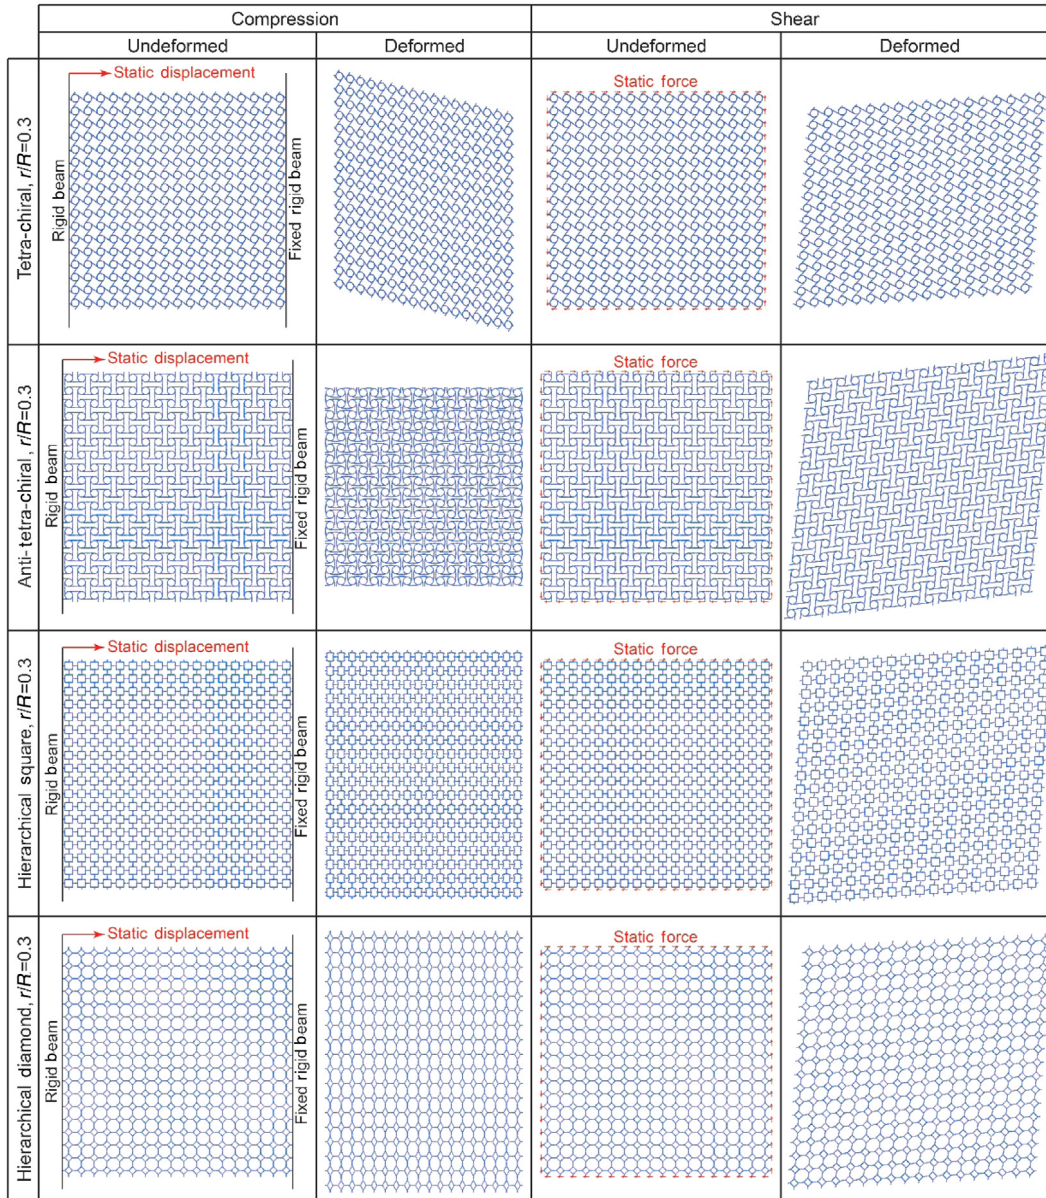 Compression
Shear
Undeformed
Deformed
Undeformed
Deformed
Tetra-chiral, r/R=0.3
Static displacement
Rigid beam
Fixed rigid beam
Static force
Anti-tetra-chiral, r/R=0.3
Static displacement
Rigid beam
Fixed rigid beam
Static force
Hierarchical square, r/R=0.3
Static displacement
Rigid beam
Fixed rigid beam
Static force
Hierarchical diamond, r/R=0.3
Static displacement
Rigid beam
Fixed rigid beam
Static force